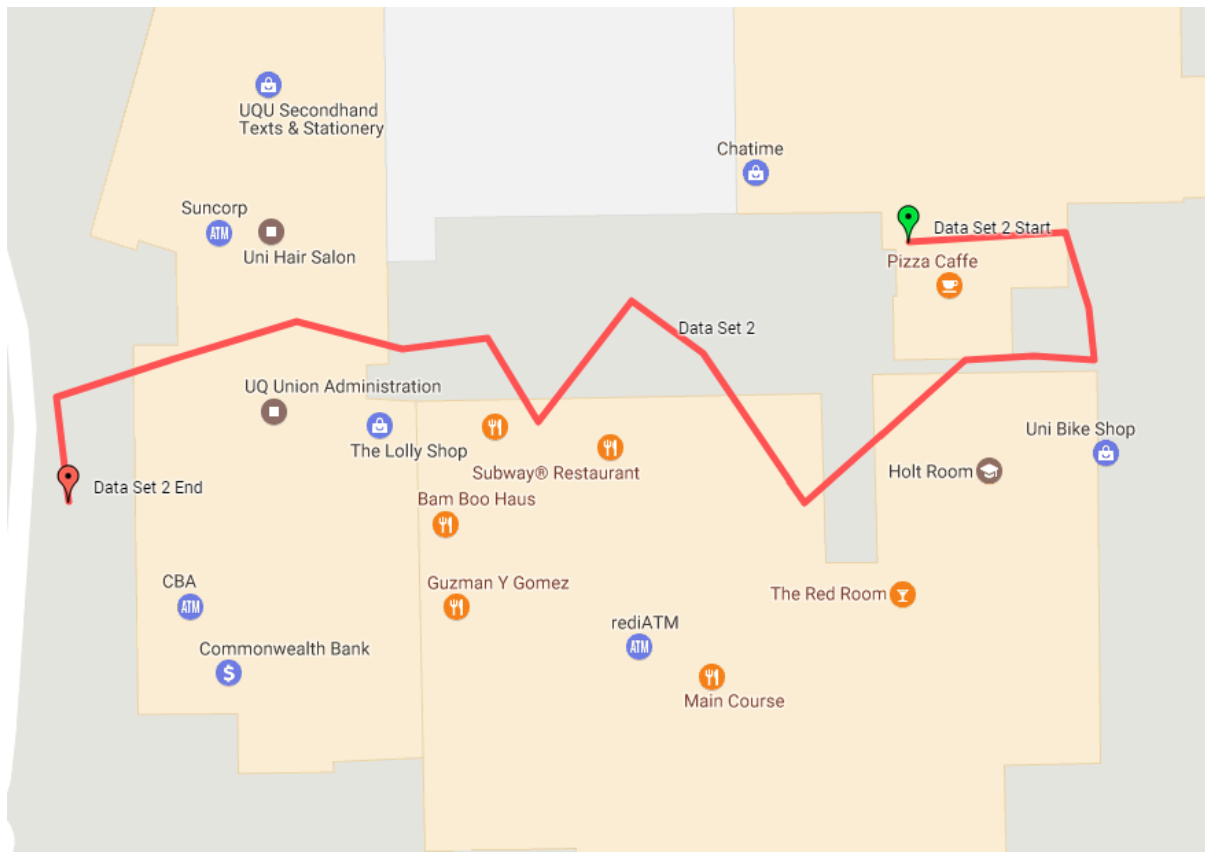 UQU Secondhand
Texts & Stationery
Chatime
Suncorp
ATM
Uni Hair Salon
Data Set 2 Start
Pizza Caffe
Data Set 2
UQ Union Administration
The Lolly Shop
Uni Bike Shop
Subway® Restaurant
Holt Room
Data Set 2 End
Bam Boo Haus
CBA
ATM
Guzman Y Gomez
The Red Room
rediATM
ATM
Commonwealth Bank
$
Main Course